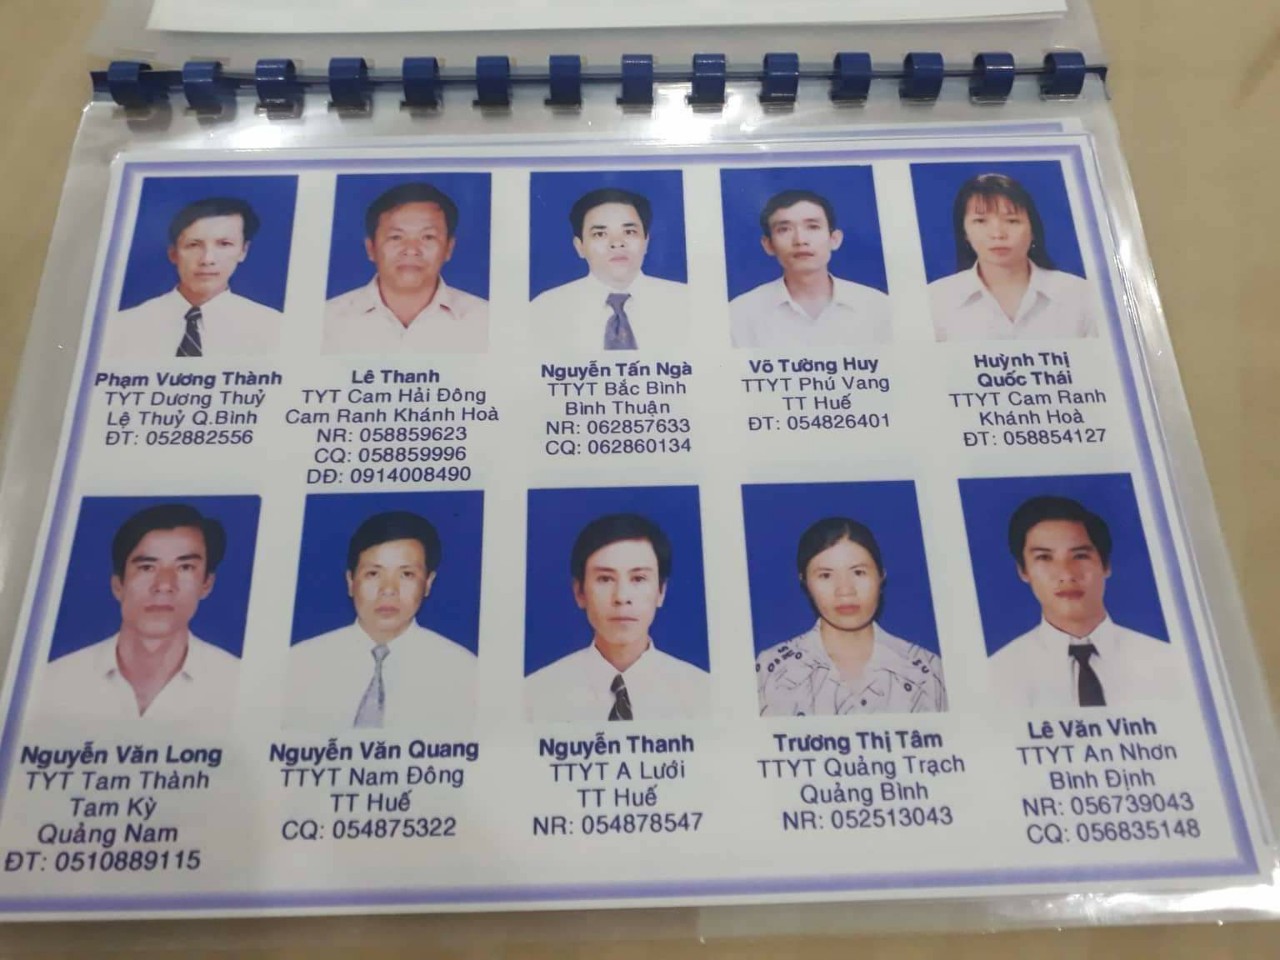 Phạm Vương Thành
TYT Dương Thuỷ
Lệ Thuỷ Q.Bình
ĐT: 052882556
Lê Thanh
TYT Cam Hải Đông
Cam Ranh Khánh Hoà
NR: 058859623
CQ: 058859996
DĐ: 0914008490
Nguyễn Tấn Ngà
TTYT Bắc Bình
Bình Thuận
NR: 062857633
CQ: 062860134
Võ Tường Huy
TTYT Phú Vang
TT Huế
ĐT: 054826401
Huỳnh Thị
Quốc Thái
TTYT Cam Ranh
Khánh Hoà
ĐT: 058854127
Nguyễn Văn Long
TYT Tam Thành
Tam Kỳ
Quảng Nam
ĐT: 0510889115
Nguyễn Văn Quang
TTYT Nam Đông
TT Huế
CQ: 054875322
Nguyễn Thanh
TTYT A Lưới
TT Huế
NR: 054878547
Trương Thị Tâm
TTYT Quảng Trạch
Quảng Bình
NR: 052513043
Lê Văn Vinh
TTYT An Nhơn
Bình Định
NR: 056739043
CQ: 056835148